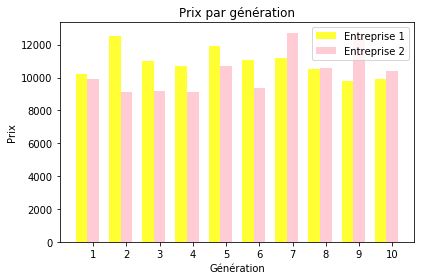 Prix par génération
Entreprise 1
Entreprise 2
12000
10000
8000
6000
4000
2000
0
Prix
1 2 3 4 5 6 7 8 9 10
Génération